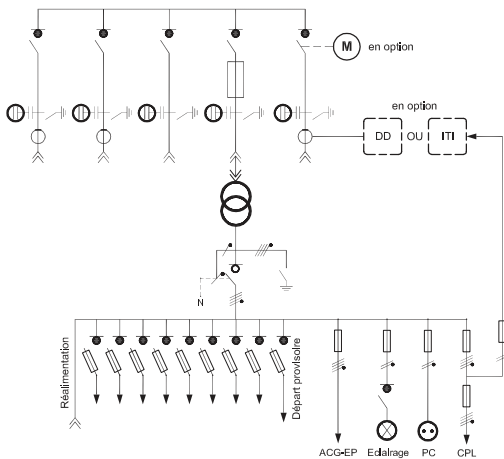 M
en option
en option
DD
OU
ITI
N
Réalimentation
Départ provisoire
ACG-EP
Eclairage
PC
CPL